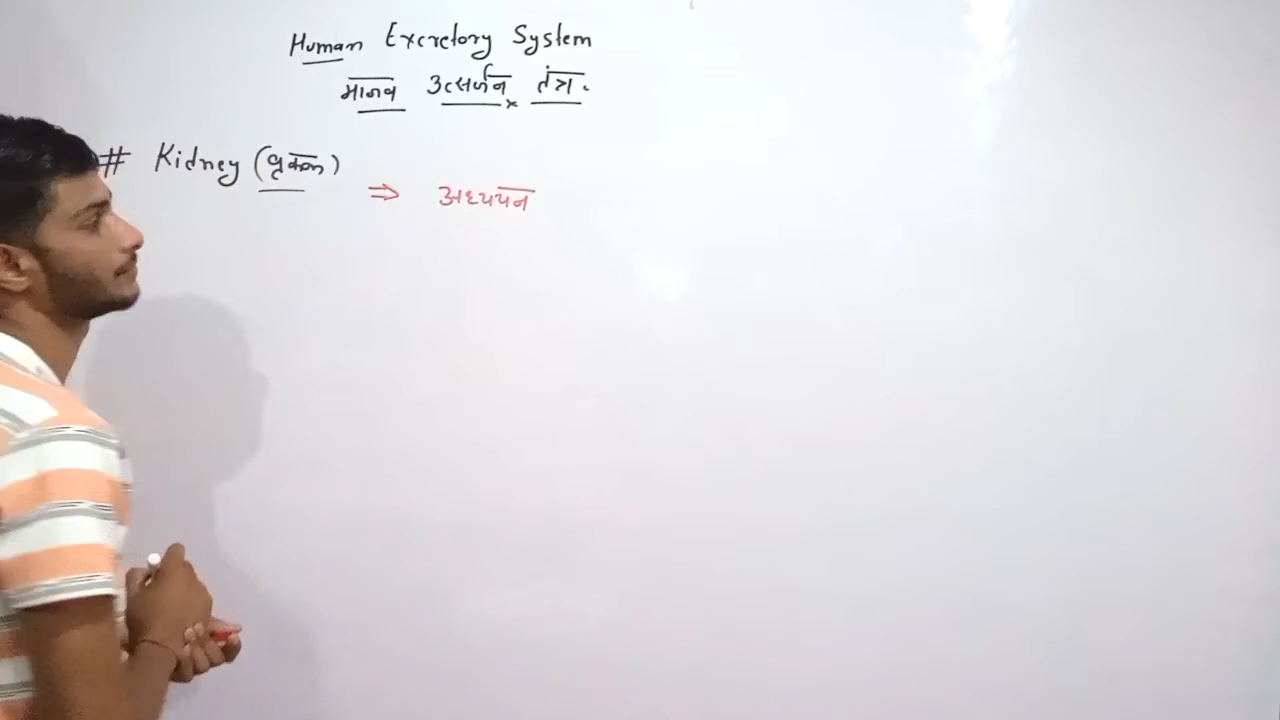 Human Excretory System
मानव उत्सर्जन तंत्र.
# Kidney (वृक्क)
⇒ अध्ययन